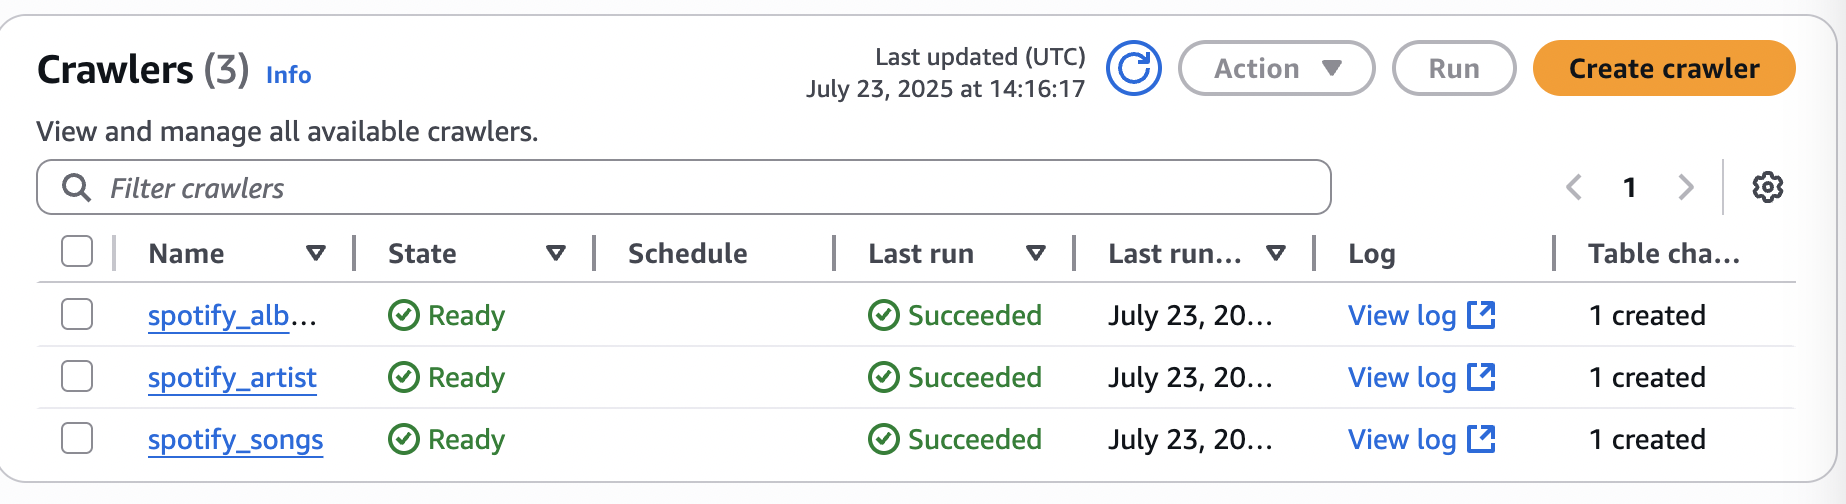 Crawlers (3) Info
Last updated (UTC)
July 23, 2025 at 14:16:17
Action
Run
Create crawler
View and manage all available crawlers.
Filter crawlers
1
Name State Schedule Last run Last run... Log Table cha...
spotify_alb... Ready Succeeded July 23, 20... View log 1 created
spotify_artist Ready Succeeded July 23, 20... View log 1 created
spotify_songs Ready Succeeded July 23, 20... View log 1 created